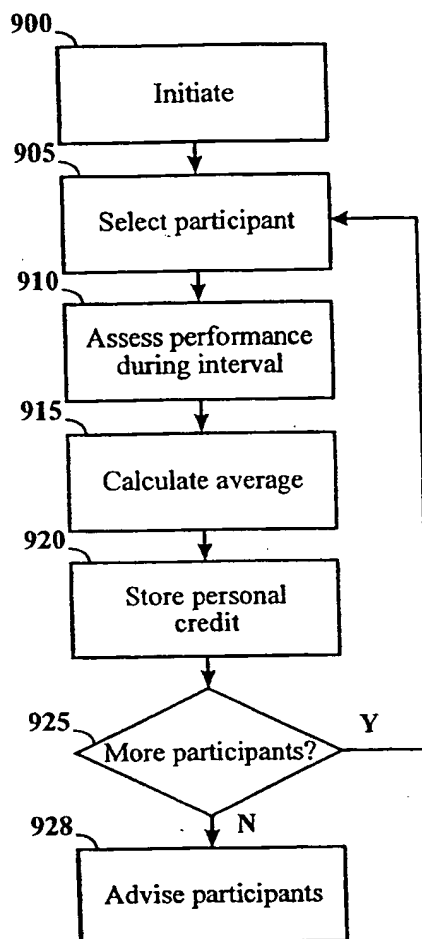 900
Initiate
905
Select participant
910
Assess performance
during interval
915
Calculate average
920
Store personal
credit
925
More participants?
Y
N
928
Advise participants